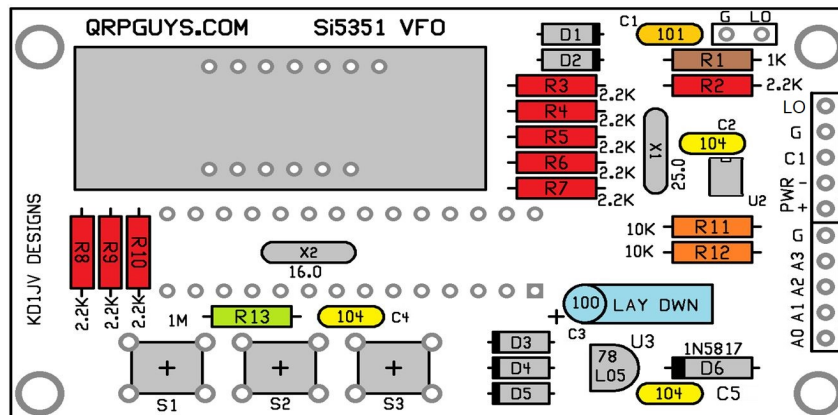 QRPGUYS.COM Si5351 VFO
D1
C1
101
G LO
D2
R1 1K
R3 2.2K
R2 2.2K
R4 2.2K
LO
R5 2.2K
X1
25.0
C2
104
G
R6 2.2K
C1
R7 2.2K
U2
PWR - +
KD1JV DESIGNS
R8 2.2K
R9 2.2K
R10 2.2K
X2
16.0
10K R11
10K R12
G
A3
A2
A1
A0
1M R13
104 C4
+ 100 LAY DWN
C3
S1
S2
S3
D3
D4
D5
78
L05
U3
1N5817
D6
104 C5